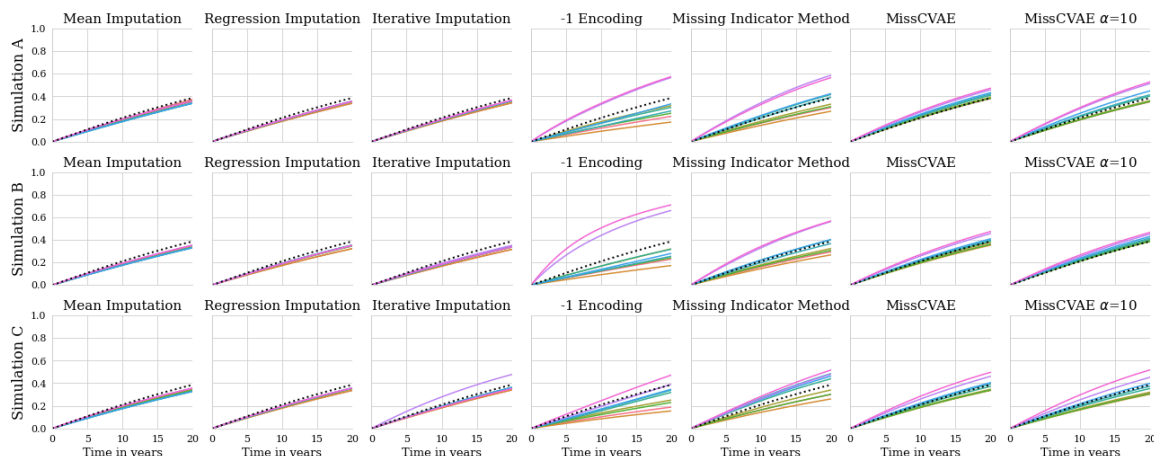 Mean Imputation Regression Imputation Iterative Imputation -1 Encoding Missing Indicator Method MissCVAE MissCVAE α=10
Simulation A
1.0
0.8
0.6
0.4
0.2
0.0
Mean Imputation Regression Imputation Iterative Imputation -1 Encoding Missing Indicator Method MissCVAE MissCVAE α=10
Simulation B
1.0
0.8
0.6
0.4
0.2
0.0
Mean Imputation Regression Imputation Iterative Imputation -1 Encoding Missing Indicator Method MissCVAE MissCVAE α=10
Simulation C
1.0
0.8
0.6
0.4
0.2
0.0
0 5 10 15 20 0 5 10 15 20 0 5 10 15 20 0 5 10 15 20 0 5 10 15 20 0 5 10 15 20 0 5 10 15 20
Time in years Time in years Time in years Time in years Time in years Time in years Time in years